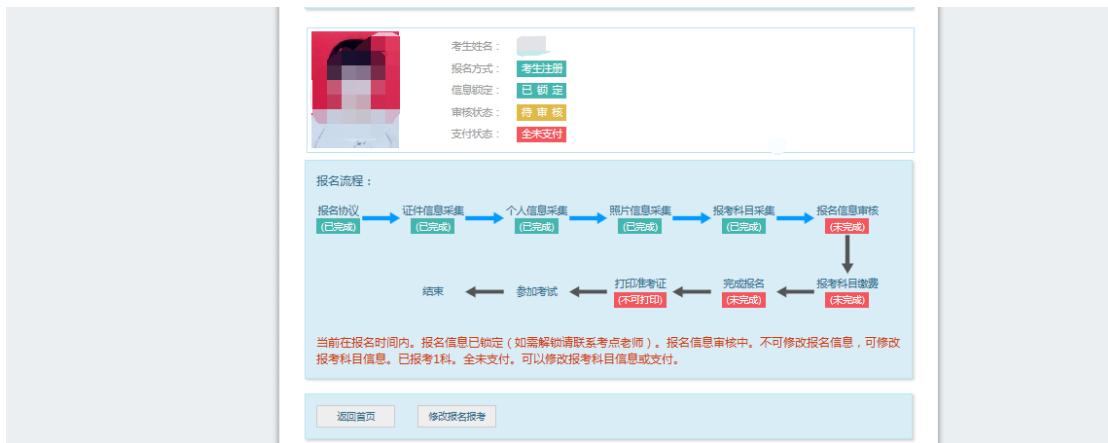 考生姓名：
报名方式： 考生注册
信息锁定： 已锁定
审核状态： 待审核
支付状态： 全未支付
报名流程：
报名协议 证件信息采集 个人信息采集 照片信息采集 报考科目采集 报名信息审核
(已完成) (已完成) (已完成) (已完成) (已完成) (未完成)
结束 参加考试 打印准考证 完成报名 报考科目缴费
(不可打印) (未完成) (未完成)
当前在报名时间内。报名信息已锁定（如需解锁请联系考点老师）。报名信息审核中。不可修改报名信息，可修改
报考科目信息。已报考1科。全未支付。可以修改报考科目信息或支付。
返回首页 修改报名报考